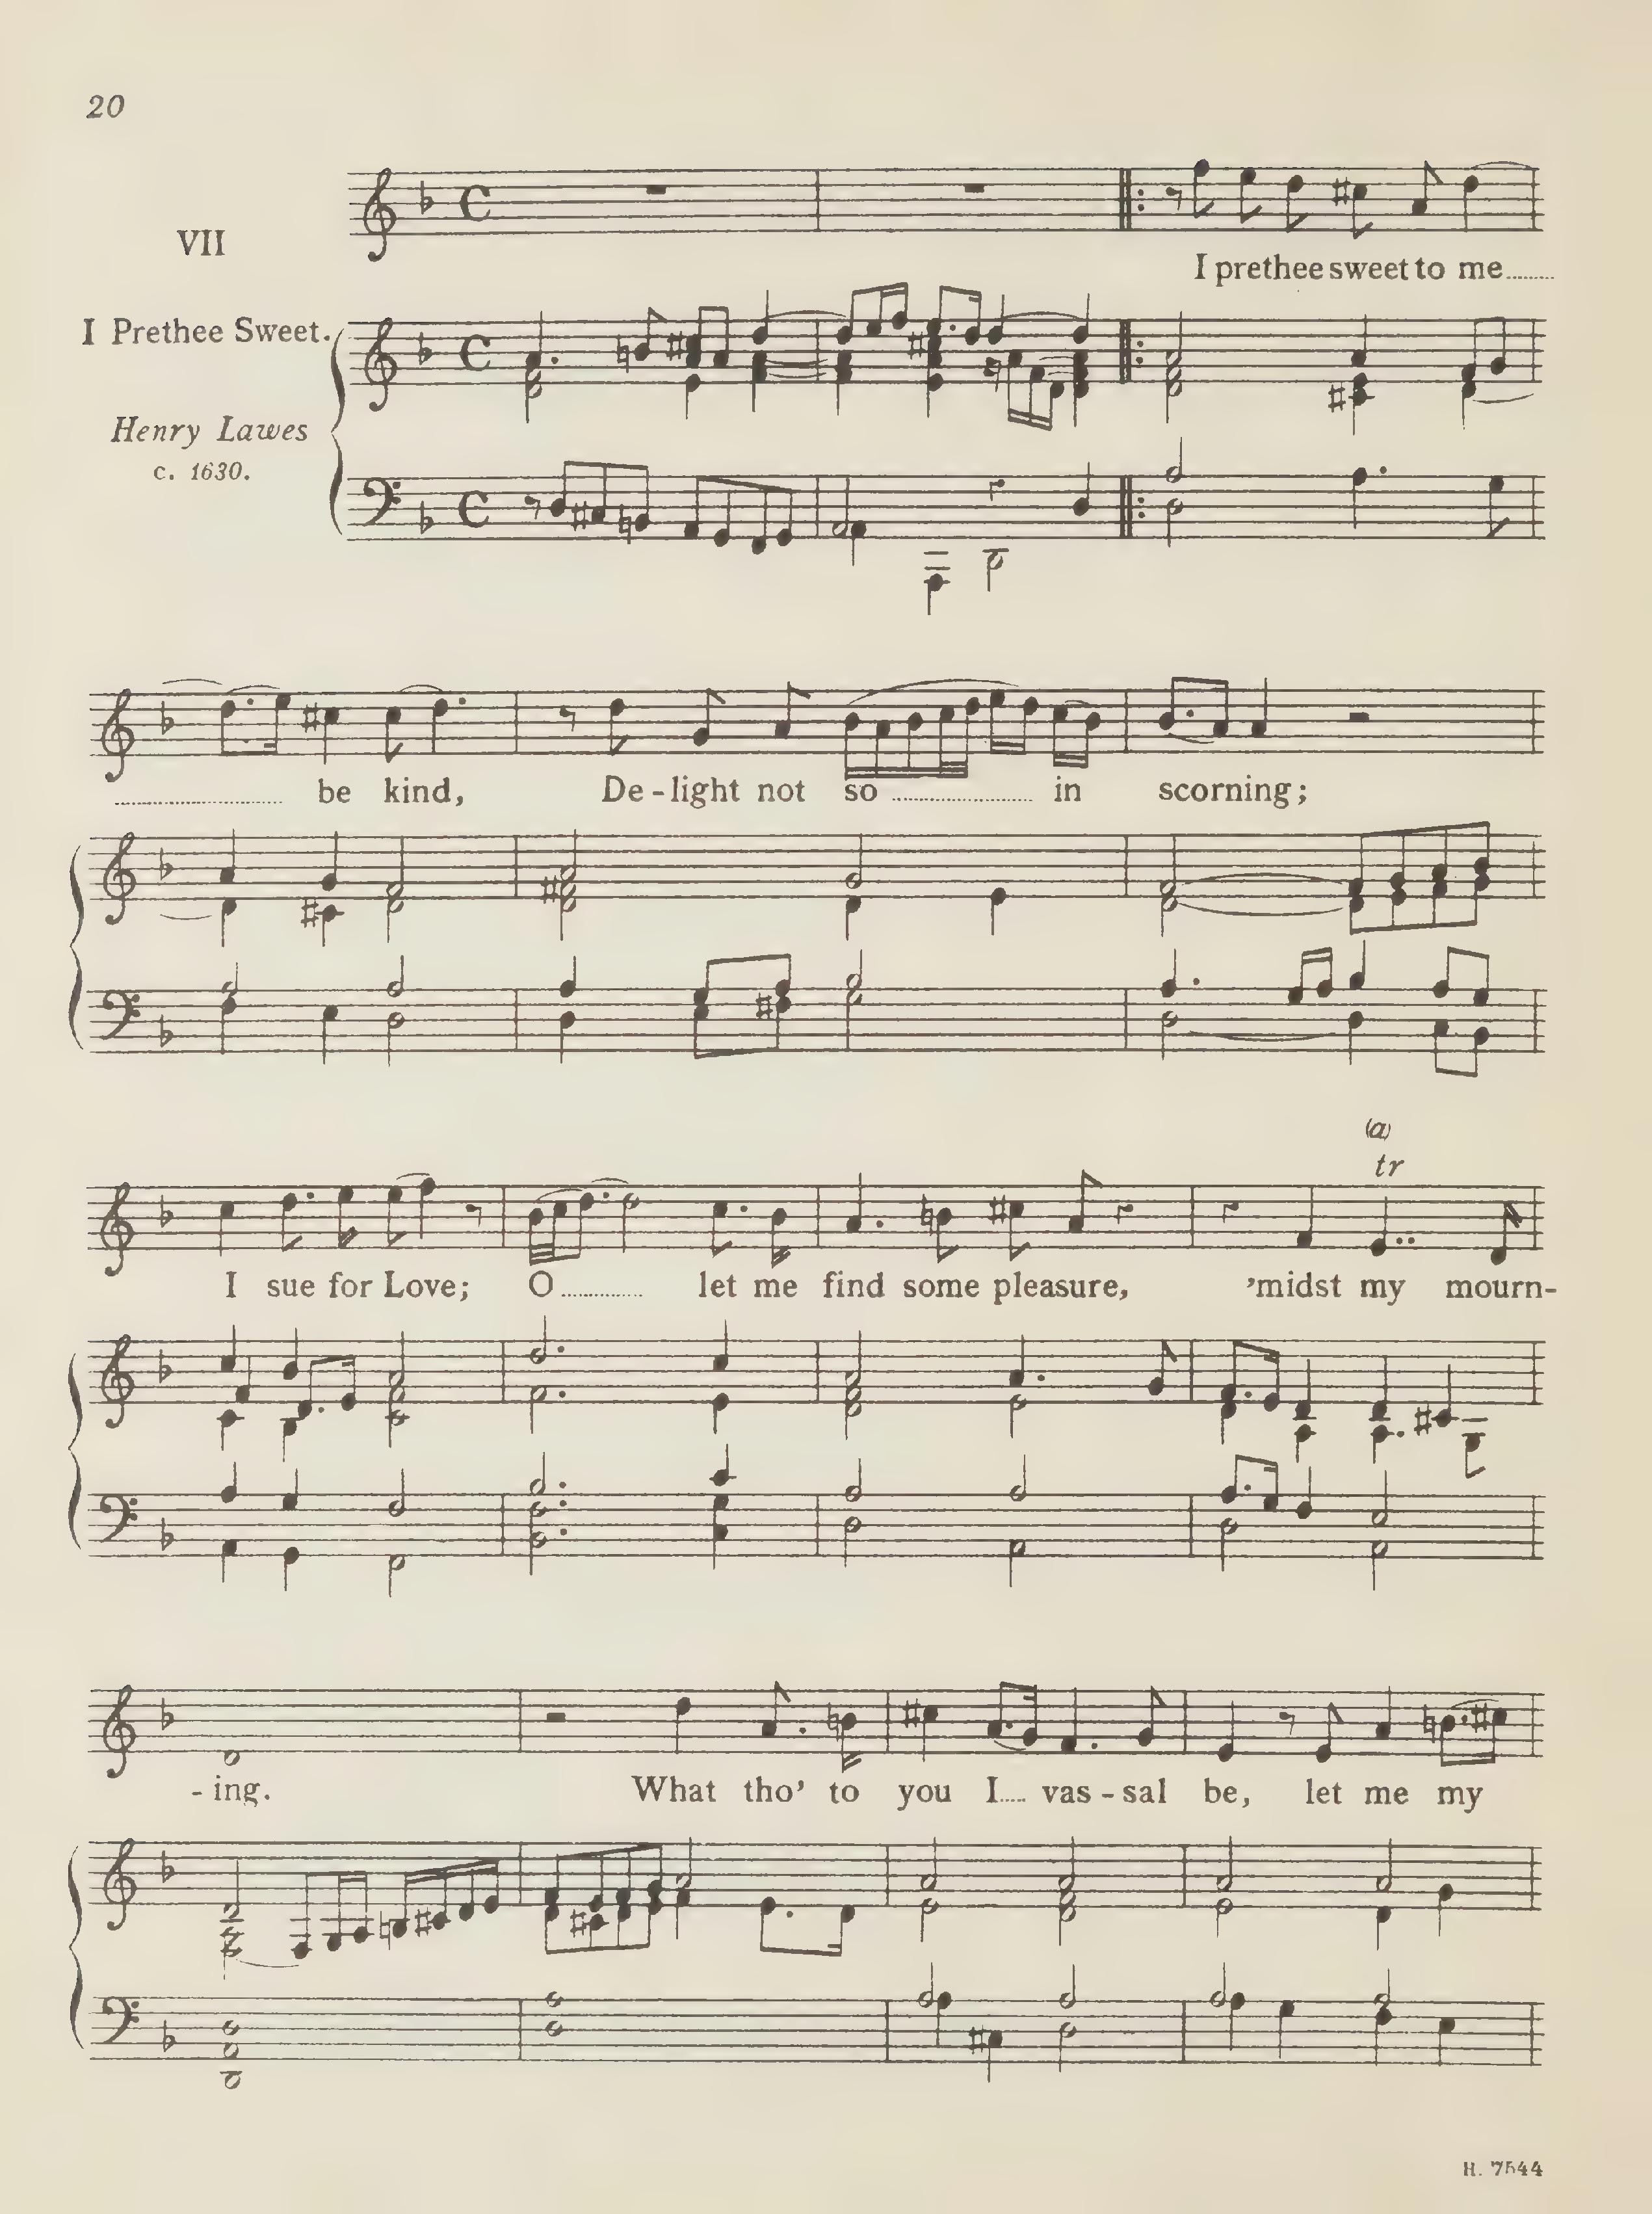 20
VII
I prethee sweet to me........
I Prethee Sweet.
Henry Lawes
c. 1630.
........................ be kind, De-light not so .................... in scorning;
(a)
tr
I sue for Love; O ............. let me find some pleasure, ’midst my mourn-
- ing. What tho’ to you I..... vas-sal be, let me my
H. 7544